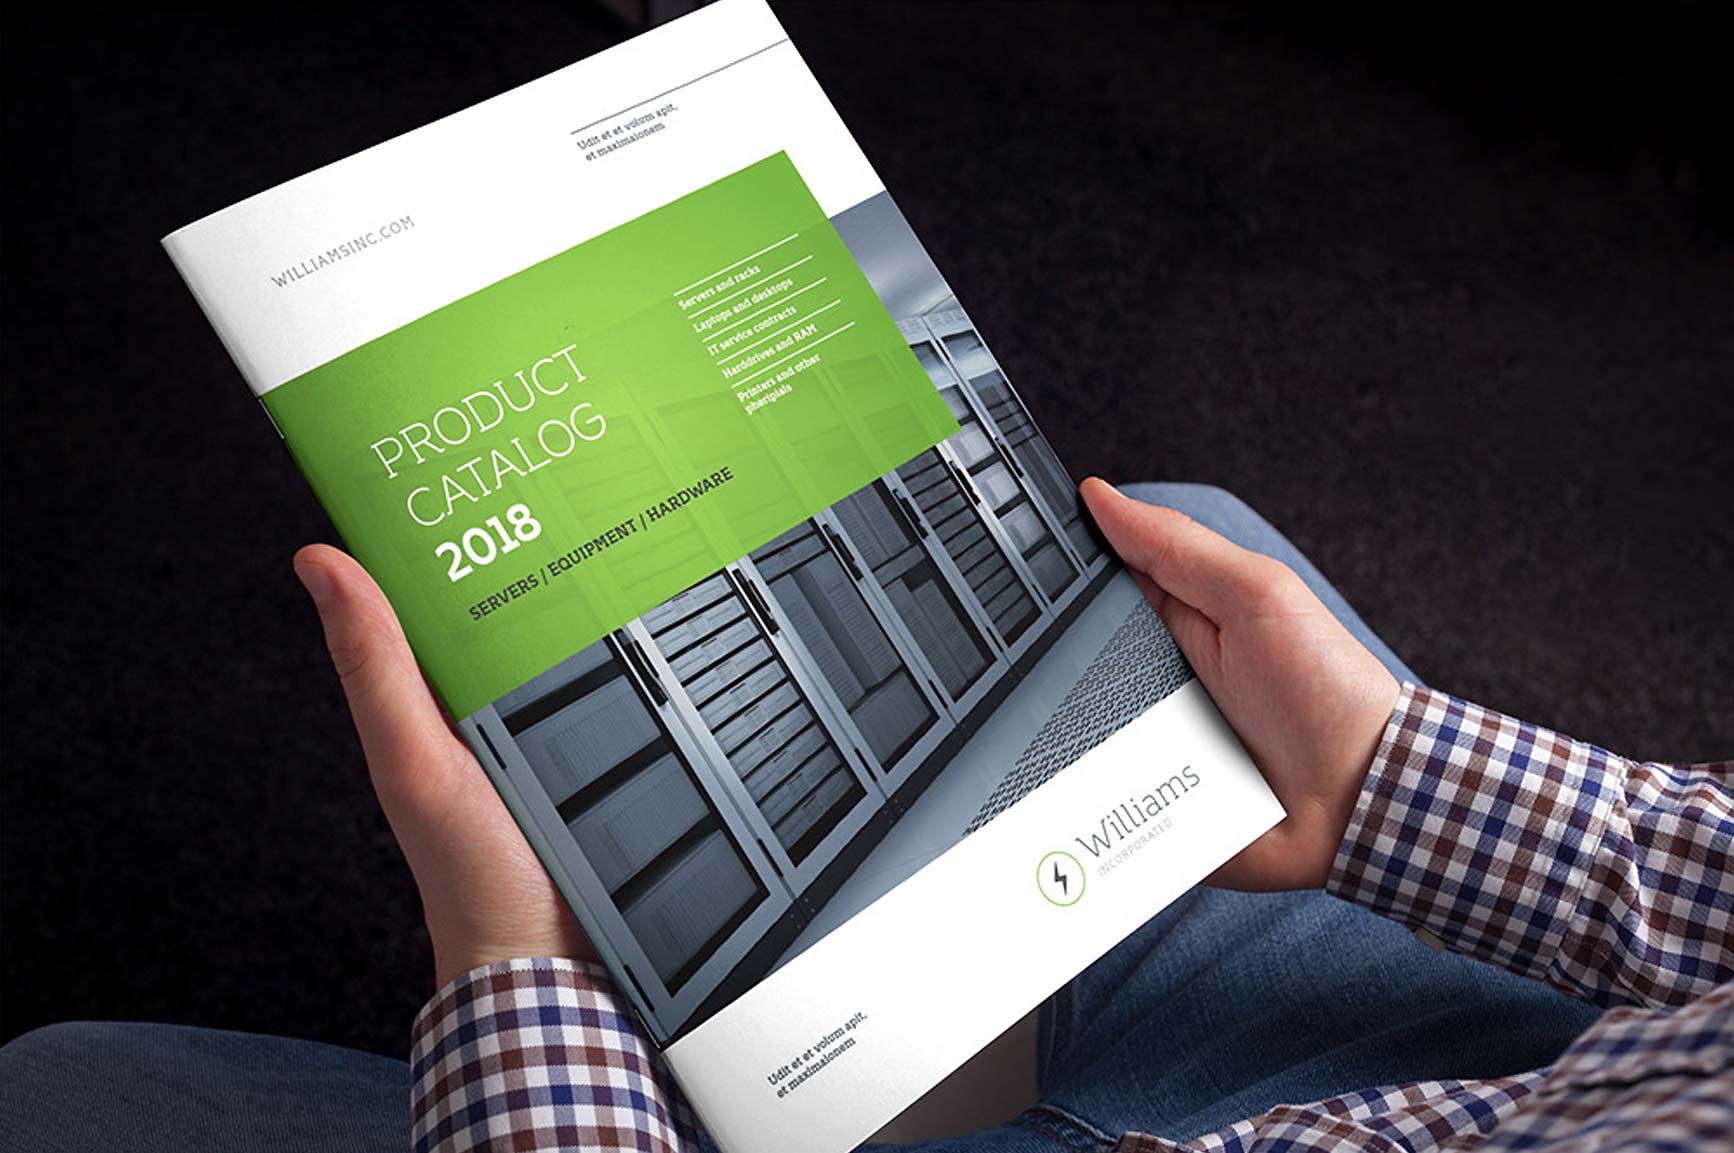 Udit et et volum apit,
et maximaionem
WILLIAMSINC.COM
Servers and racks
Laptops and desktops
IT service contracts
Harddrives and RAM
Printers and other
pheripials
PRODUCT
CATALOG
2018
SERVERS / EQUIPMENT / HARDWARE
Williams
INCORPORATED
Udit et et volum apit,
et maximaionem